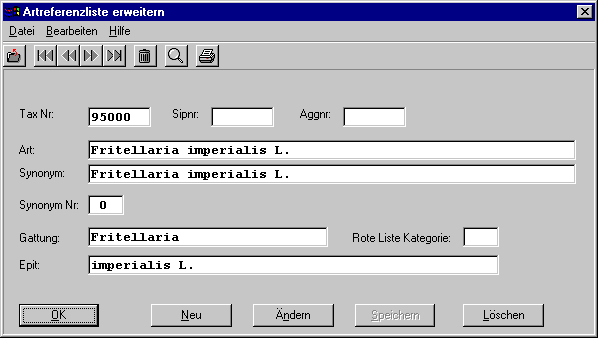 Artreferenzliste erweitern
Datei Bearbeiten Hilfe
Tax Nr: 95000 Sipnr: Aggnr:
Art: Fritellaria imperialis L.
Synonym: Fritellaria imperialis L.
Synonym Nr: 0
Gattung: Fritellaria Rote Liste Kategorie:
Epit: imperialis L.
OK Neu Ändern Speichern Löschen